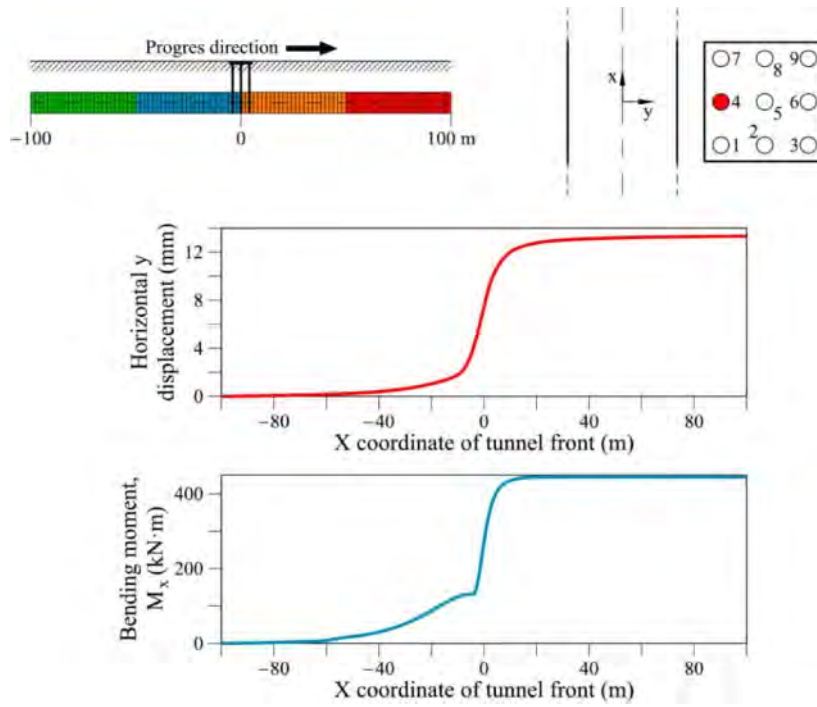 Progres direction
−100 0 100 m
x
y
7 8 9
4 5 6
1 2 3
Horizontal y
displacement (mm)
12
8
4
0
−80 −40 0 40 80
X coordinate of tunnel front (m)
Bending moment,
Mₓ (kN·m)
400
200
0
−80 −40 0 40 80
X coordinate of tunnel front (m)